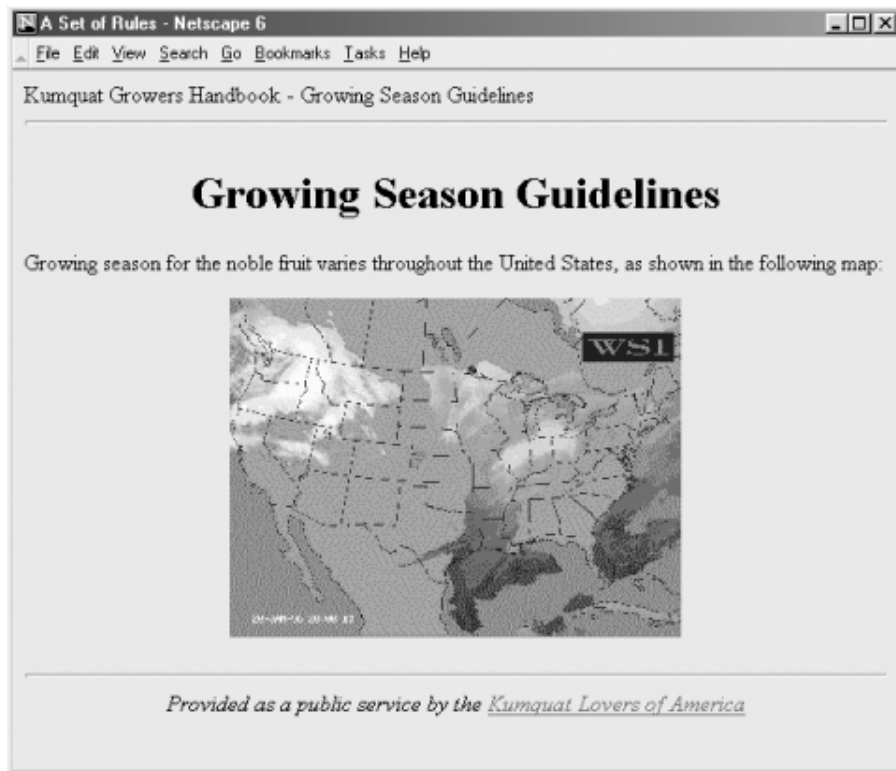 A Set of Rules - Netscape 6
File Edit View Search Go Bookmarks Tasks Help
Kumquat Growers Handbook - Growing Season Guidelines
Growing Season Guidelines
Growing season for the noble fruit varies throughout the United States, as shown in the following map:
WSI
Provided as a public service by the Kumquat Lovers of America